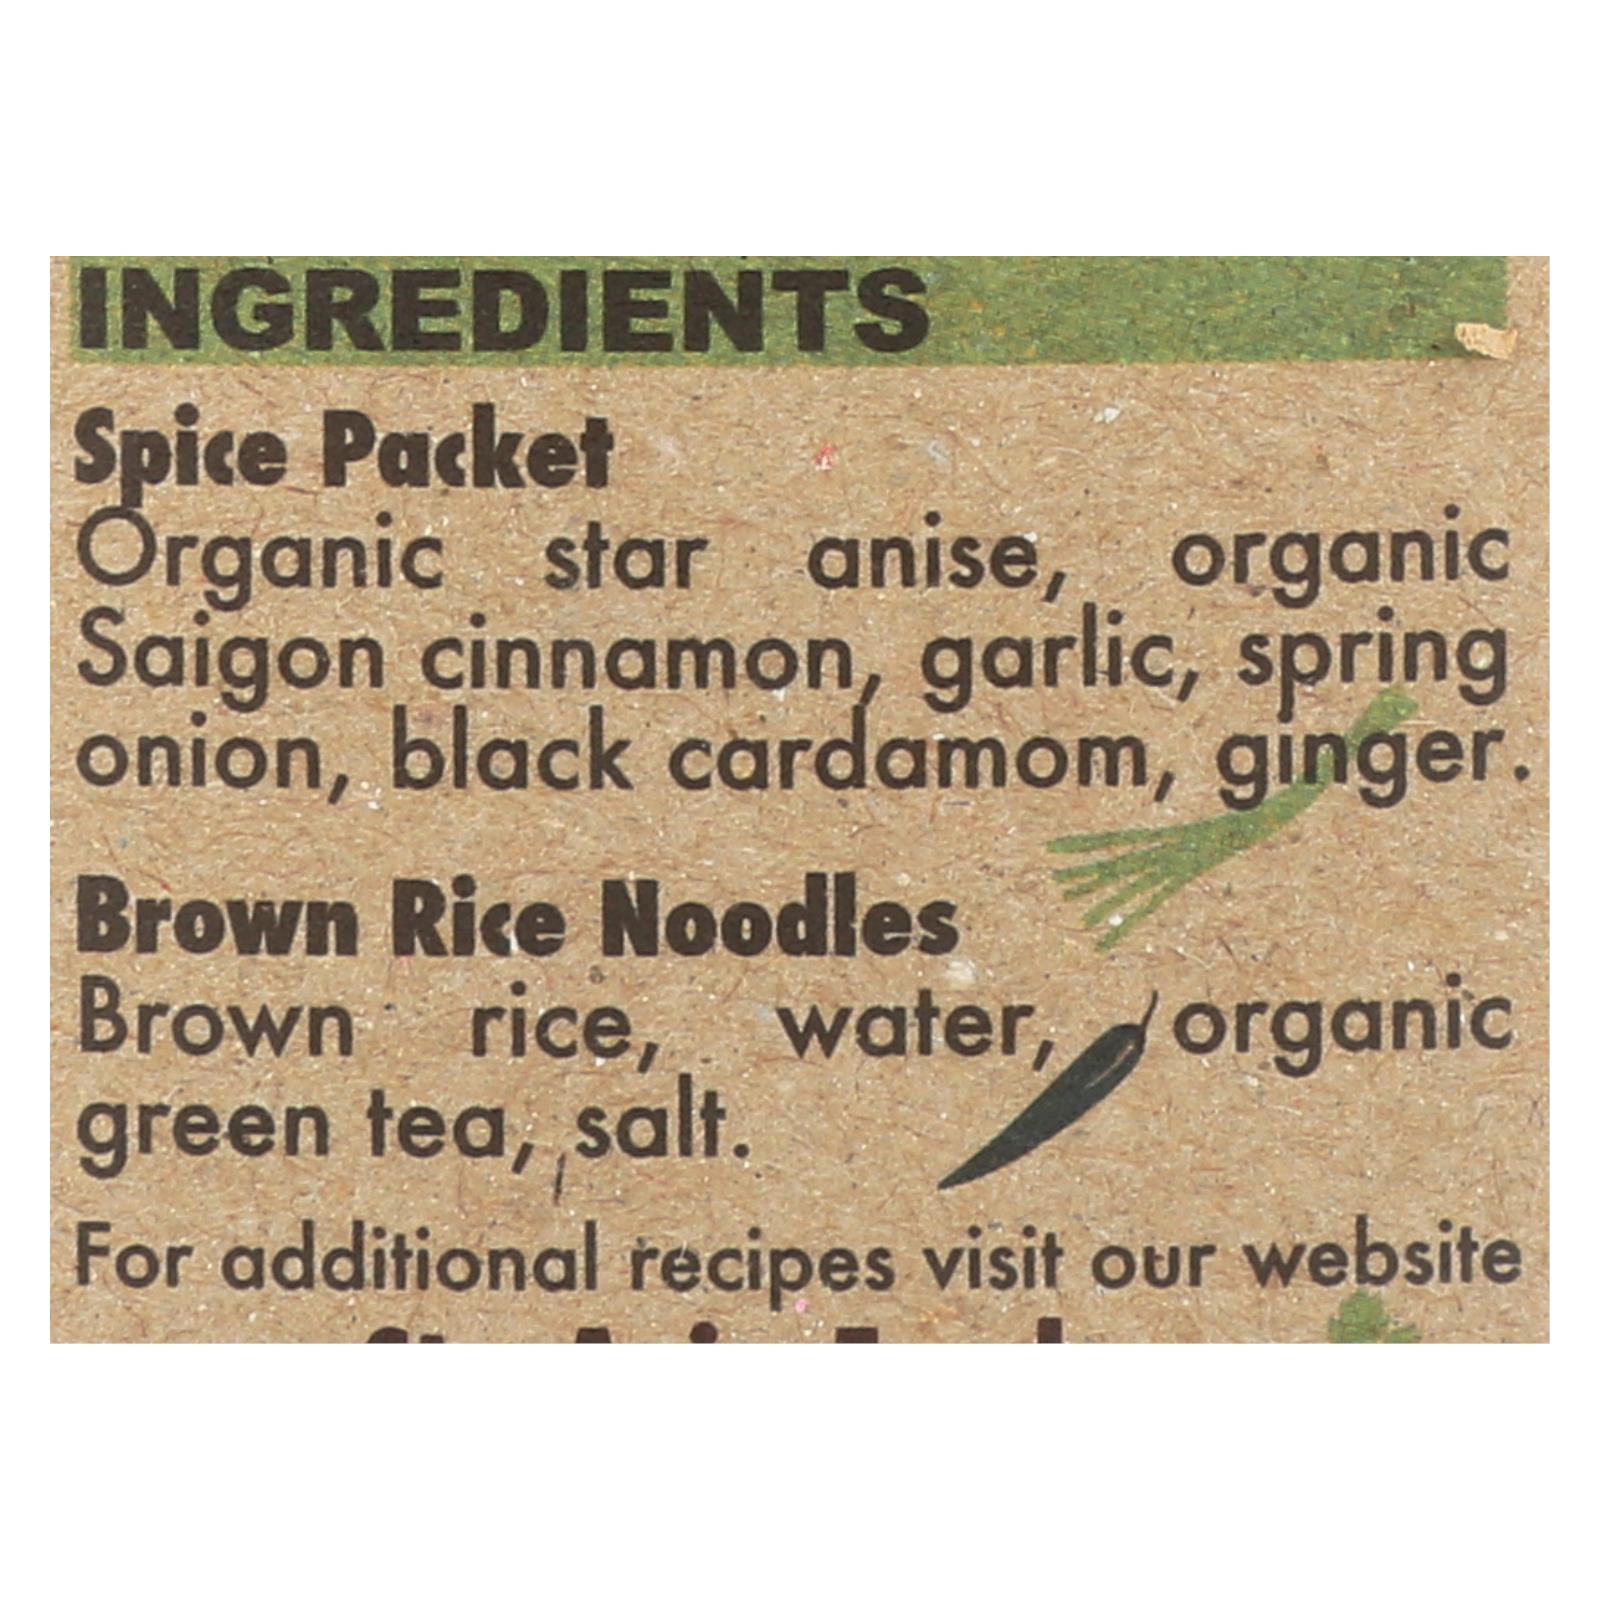 INGREDIENTS
Spice Packet
Organic star anise, organic
Saigon cinnamon, garlic, spring
onion, black cardamom, ginger.
Brown Rice Noodles
Brown rice, water, organic
green tea, salt.
For additional recipes visit our website